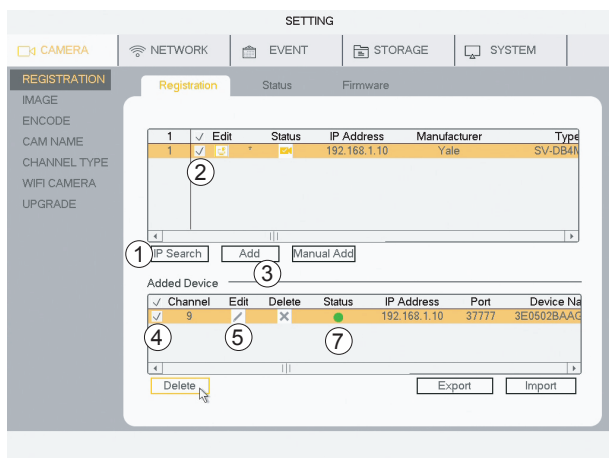 SETTING
CAMERA NETWORK EVENT STORAGE SYSTEM
REGISTRATION
IMAGE
ENCODE
CAM NAME
CHANNEL TYPE
WIFI CAMERA
UPGRADE
Registration Status Firmware
1 Edit Status IP Address Manufacturer Type
1 * 192.168.1.10 Yale SV-DB4M
2
1 IP Search Add Manual Add
3
Added Device
Channel Edit Delete Status IP Address Port Device Na
9 192.168.1.10 37777 3E0502BAAG
4 5 7
Delete Export Import